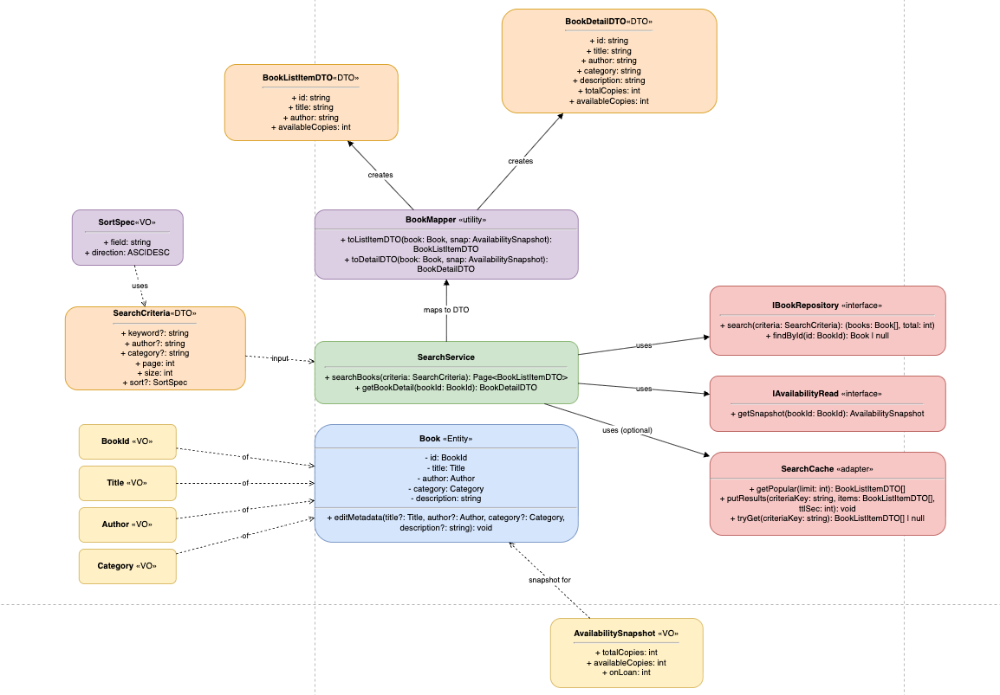 BookDetailDTO«DTO»
+ id: string
+ title: string
+ author: string
+ category: string
+ description: string
+ totalCopies: int
+ availableCopies: int
BookListItemDTO«DTO»
+ id: string
+ title: string
+ author: string
+ availableCopies: int
creates
creates
SortSpec«VO»
+ field: string
+ direction: ASCIDESC
BookMapper «utility»
+ toListItemDTO(book: Book, snap: AvailabilitySnapshot):
BookListItemDTO
+ toDetailDTO(book: Book, snap: AvailabilitySnapshot):
BookDetailDTO
uses
maps to DTO
SearchCriteria«DTO»
+ keyword?: string
+ author?: string
+ category?: string
+ page: int
+ size: int
+ sort?: SortSpec
input
SearchService
+ searchBooks(criteria: SearchCriteria): Page<BookListItemDTO>
+ getBookDetail(bookId: BookId): BookDetailDTO
uses
uses
uses (optional)
IBookRepository «interface»
+ search(criteria: SearchCriteria): (books: Book[], total: int)
+ findById(id: BookId): Book | null
IAvailabilityRead «interface»
+ getSnapshot(bookId: BookId): AvailabilitySnapshot
SearchCache «adapter»
+ getPopular(limit: int): BookListItemDTO[]
+ putResults(criteriaKey: string, items: BookListItemDTO[],
ttlSec: int): void
+ tryGet(criteriaKey: string): BookListItemDTO[] | null
BookId «VO»
Title «VO»
Author «VO»
Category «VO»
of
of
of
of
Book «Entity»
- id: BookId
- title: Title
- author: Author
- category: Category
- description: string
+ editMetadata(title?: Title, author?: Author, category?: Category,
description?: string): void
snapshot for
AvailabilitySnapshot «VO»
+ totalCopies: int
+ availableCopies: int
+ onLoan: int